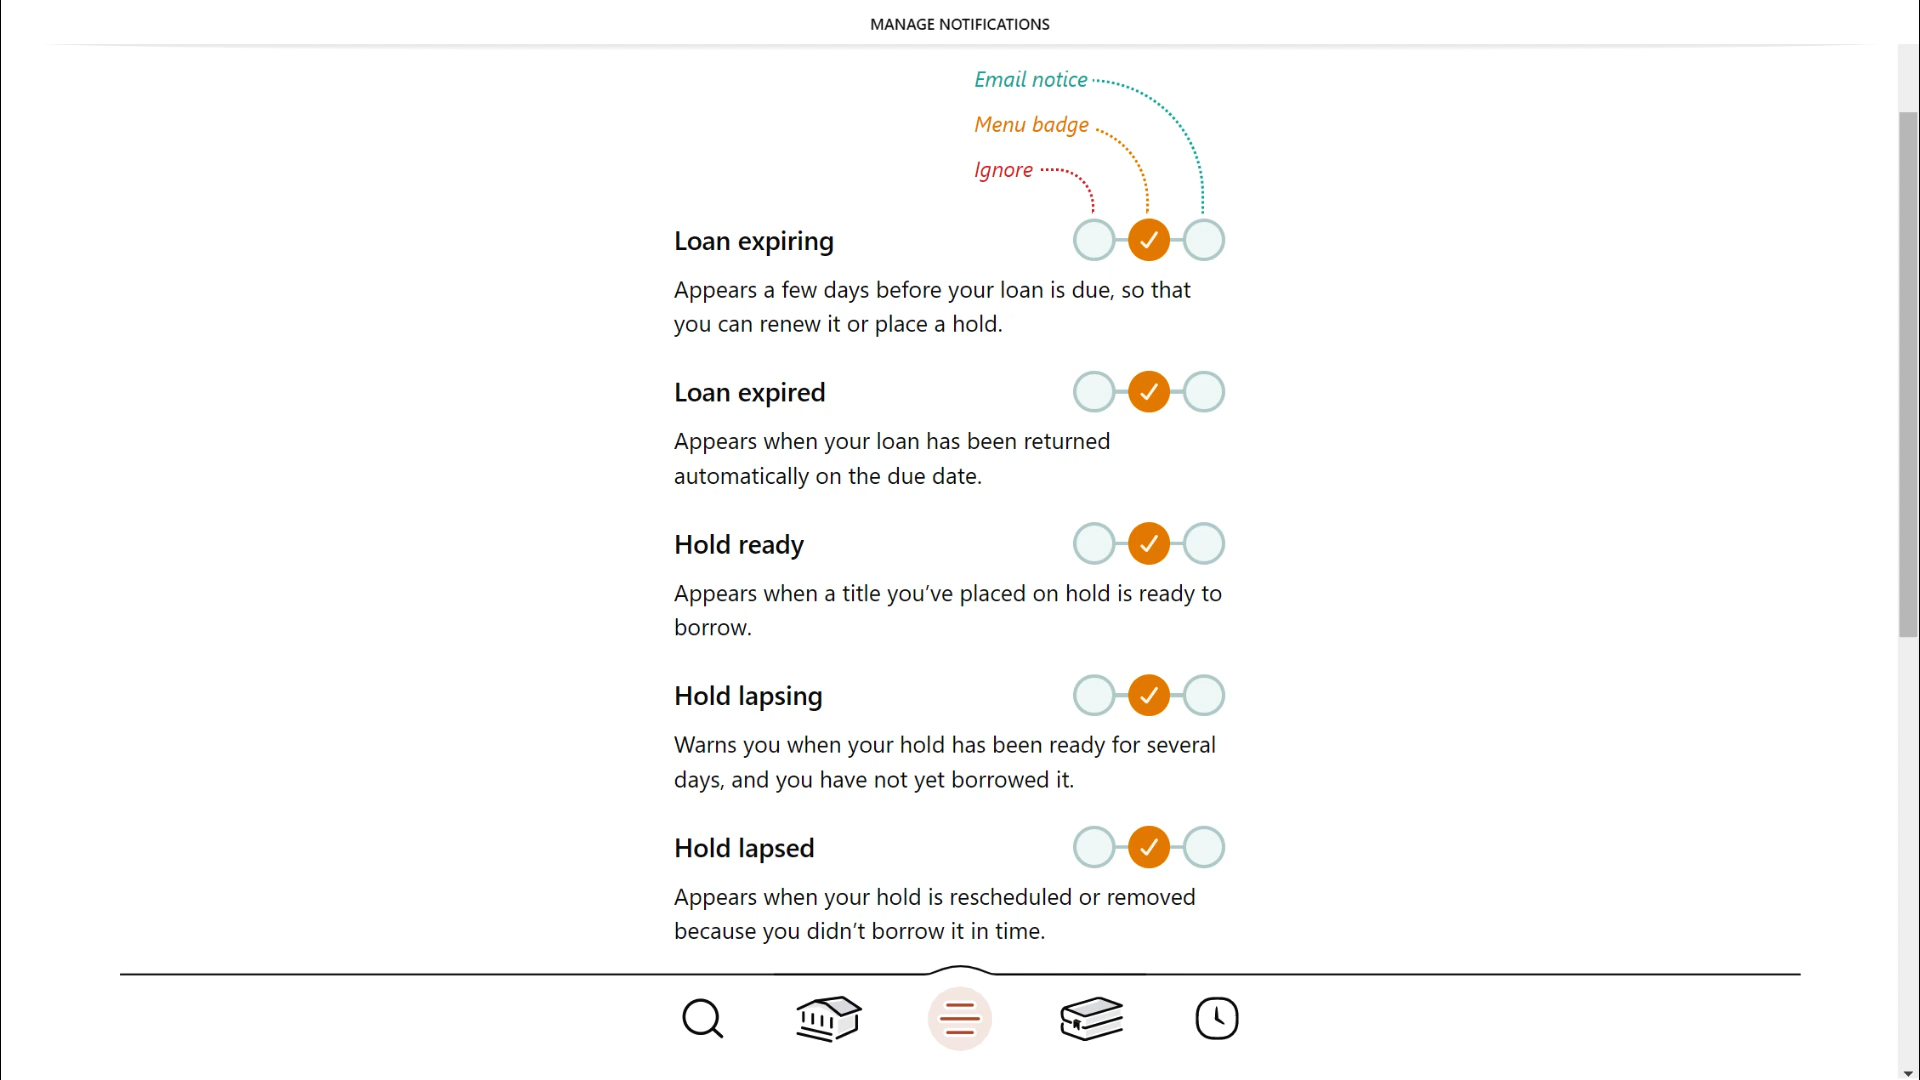 MANAGE NOTIFICATIONS
Email notice
Menu badge
Ignore
Loan expiring
Appears a few days before your loan is due, so that
you can renew it or place a hold.
Loan expired
Appears when your loan has been returned
automatically on the due date.
Hold ready
Appears when a title you’ve placed on hold is ready to
borrow.
Hold lapsing
Warns you when your hold has been ready for several
days, and you have not yet borrowed it.
Hold lapsed
Appears when your hold is rescheduled or removed
because you didn’t borrow it in time.